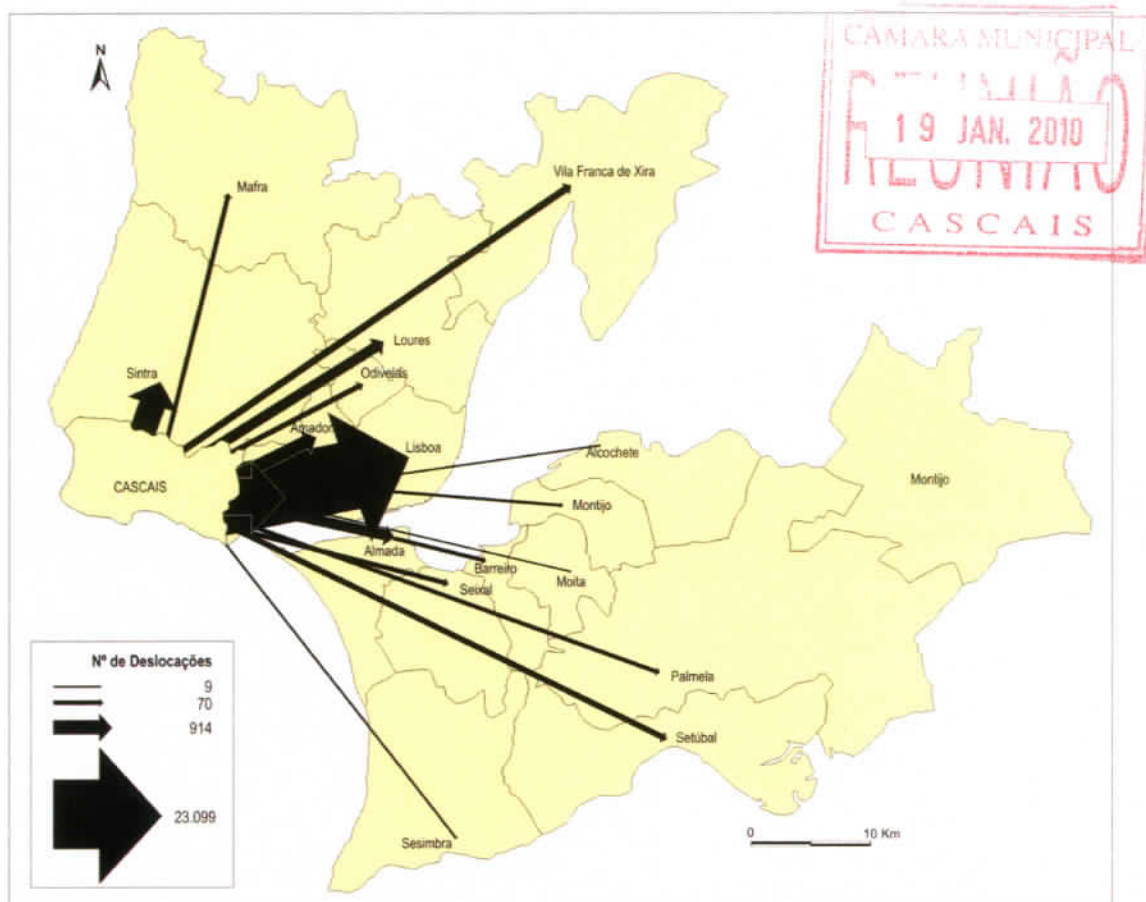 N
CÂMARA MUNICIPAL
REUNIÃO
19 JAN. 2010
CASCAIS
Vila Franca de Xira
Mafra
Loures
Sintra
Odivelas
Lisboa
Alcochete
CASCAIS
Montijo
Montijo
Almada
Barreiro
Moita
Seixal
Palmela
Setúbal
Sesimbra
Nº de Deslocações
9
70
914
23.099
0 10 Km